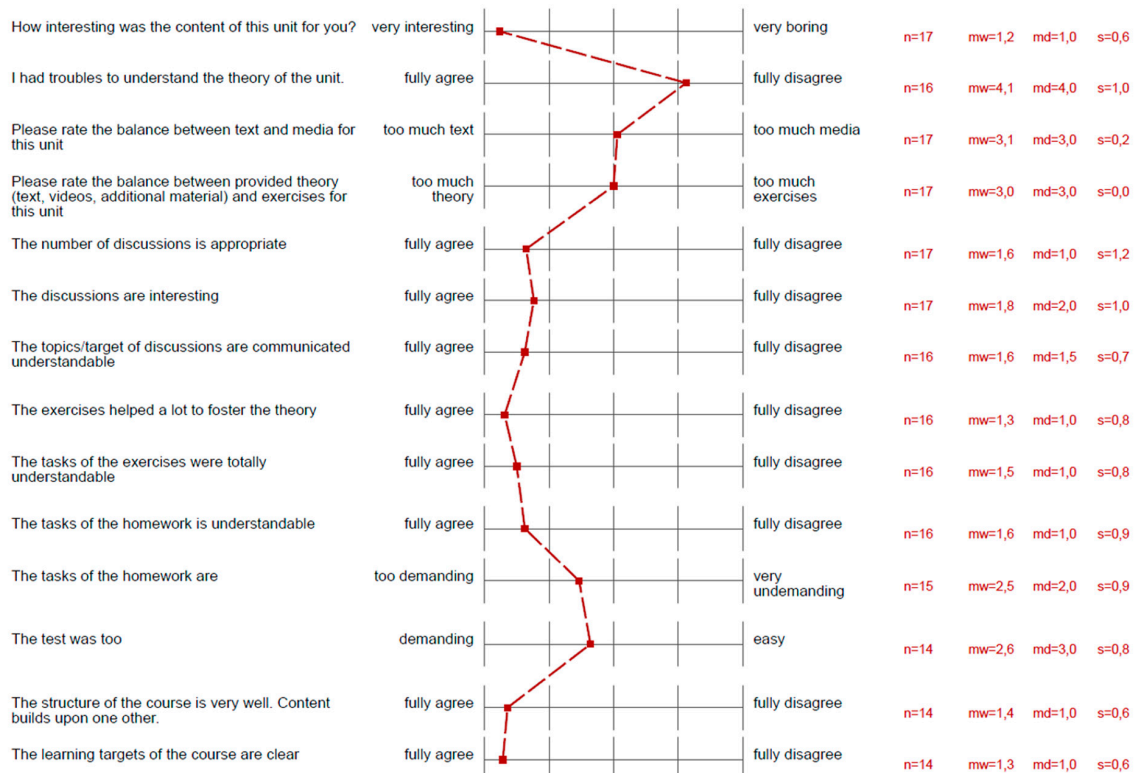 How interesting was the content of this unit for you? very interesting very boring n=17 mw=1,2 md=1,0 s=0,6
I had troubles to understand the theory of the unit. fully agree fully disagree n=16 mw=4,1 md=4,0 s=1,0
Please rate the balance between text and media for too much text too much media
this unit n=17 mw=3,1 md=3,0 s=0,2
Please rate the balance between provided theory too much too much
(text, videos, additional material) and exercises for theory exercises n=17 mw=3,0 md=3,0 s=0,0
this unit
The number of discussions is appropriate fully agree fully disagree n=17 mw=1,6 md=1,0 s=1,2
The discussions are interesting fully agree fully disagree n=17 mw=1,8 md=2,0 s=1,0
The topics/target of discussions are communicated fully agree fully disagree
understandable n=16 mw=1,6 md=1,5 s=0,7
The exercises helped a lot to foster the theory fully agree fully disagree n=16 mw=1,3 md=1,0 s=0,8
The tasks of the exercises were totally fully agree fully disagree
understandable n=16 mw=1,5 md=1,0 s=0,8
The tasks of the homework is understandable fully agree fully disagree n=16 mw=1,6 md=1,0 s=0,9
The tasks of the homework are too demanding very
undemanding n=15 mw=2,5 md=2,0 s=0,9
The test was too demanding easy n=14 mw=2,6 md=3,0 s=0,8
The structure of the course is very well. Content fully agree fully disagree
builds upon one other. n=14 mw=1,4 md=1,0 s=0,6
The learning targets of the course are clear fully agree fully disagree n=14 mw=1,3 md=1,0 s=0,6